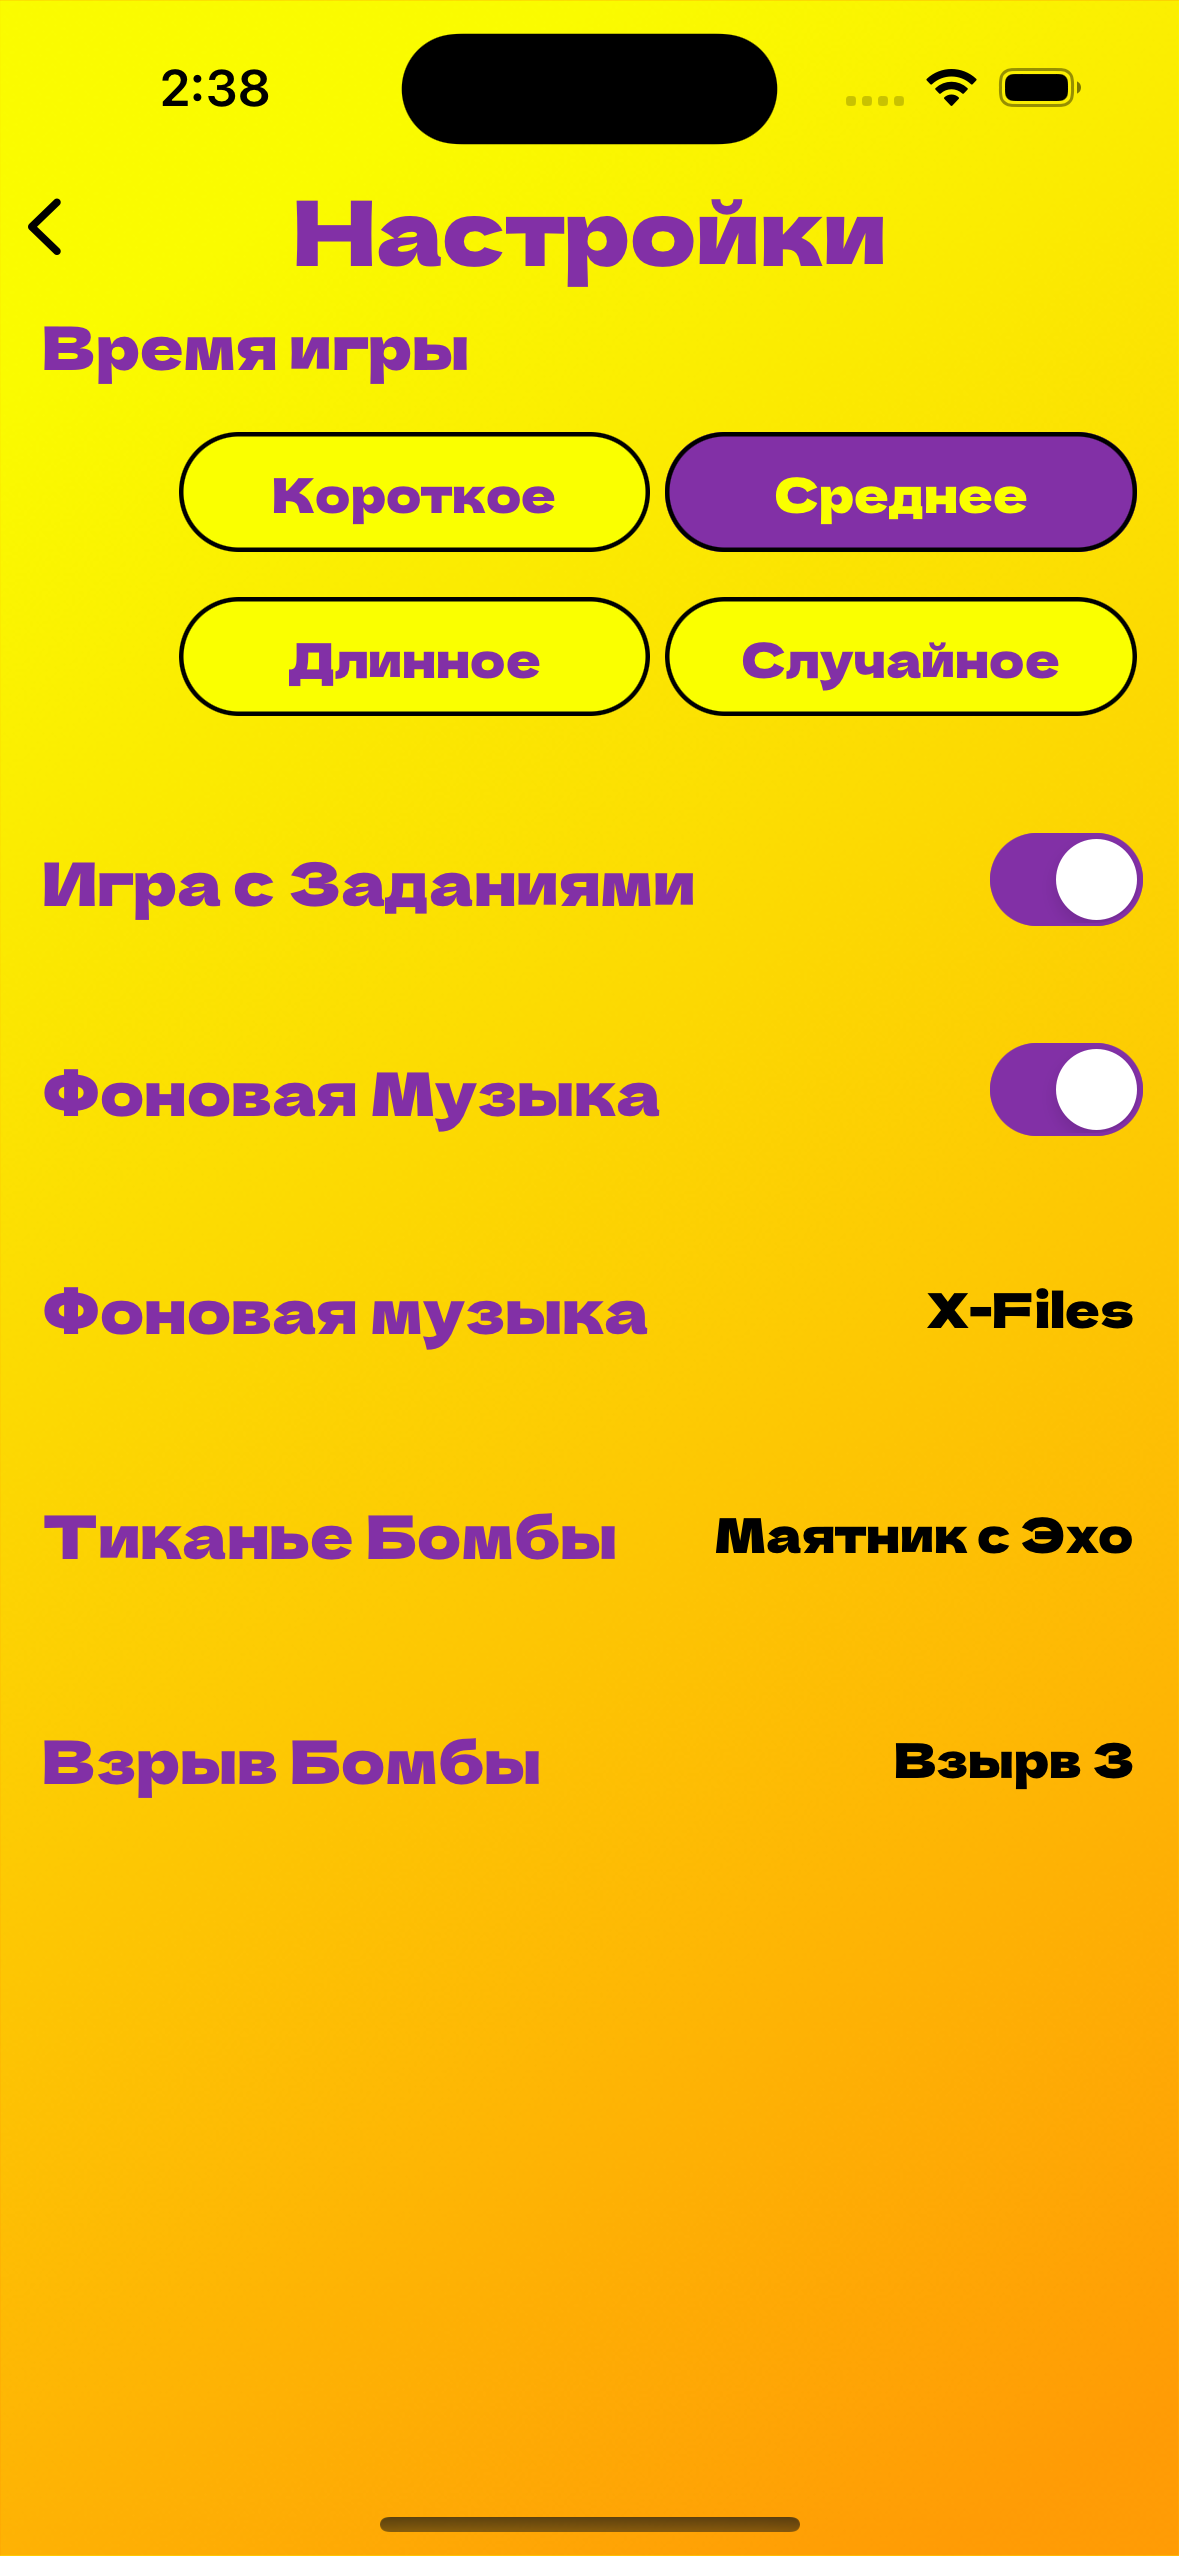 2:38
Настройки
Время игры
Короткое Среднее
Длинное Случайное
Игра с Заданиями
Фоновая Музыка
Фоновая музыка X-Files
Тиканье Бомбы Маятник с Эхо
Взрыв Бомбы Взырв 3